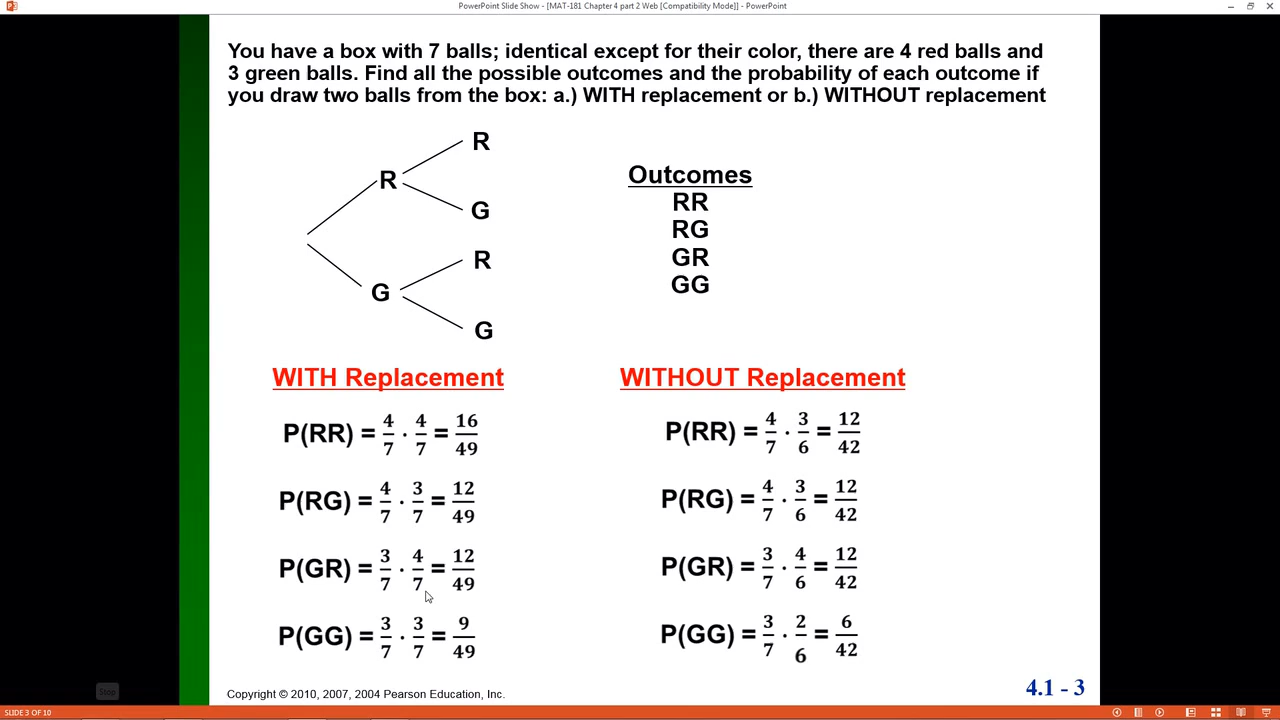 PowerPoint Slide Show - [MAT-181 Chapter 4 part 2 Web [Compatibility Mode]] - PowerPoint
You have a box with 7 balls; identical except for their color, there are 4 red balls and
3 green balls. Find all the possible outcomes and the probability of each outcome if
you draw two balls from the box: a.) WITH replacement or b.) WITHOUT replacement
R
R
G
G
R
G
Outcomes
RR
RG
GR
GG
WITH Replacement
P(RR) = 4/7 · 4/7 = 16/49
P(RG) = 4/7 · 3/7 = 12/49
P(GR) = 3/7 · 4/7 = 12/49
P(GG) = 3/7 · 3/7 = 9/49
WITHOUT Replacement
P(RR) = 4/7 · 3/6 = 12/42
P(RG) = 4/7 · 3/6 = 12/42
P(GR) = 3/7 · 4/6 = 12/42
P(GG) = 3/7 · 2/6 = 6/42
Stop
Copyright © 2010, 2007, 2004 Pearson Education, Inc.
4.1 - 3
SLIDE 3 OF 10